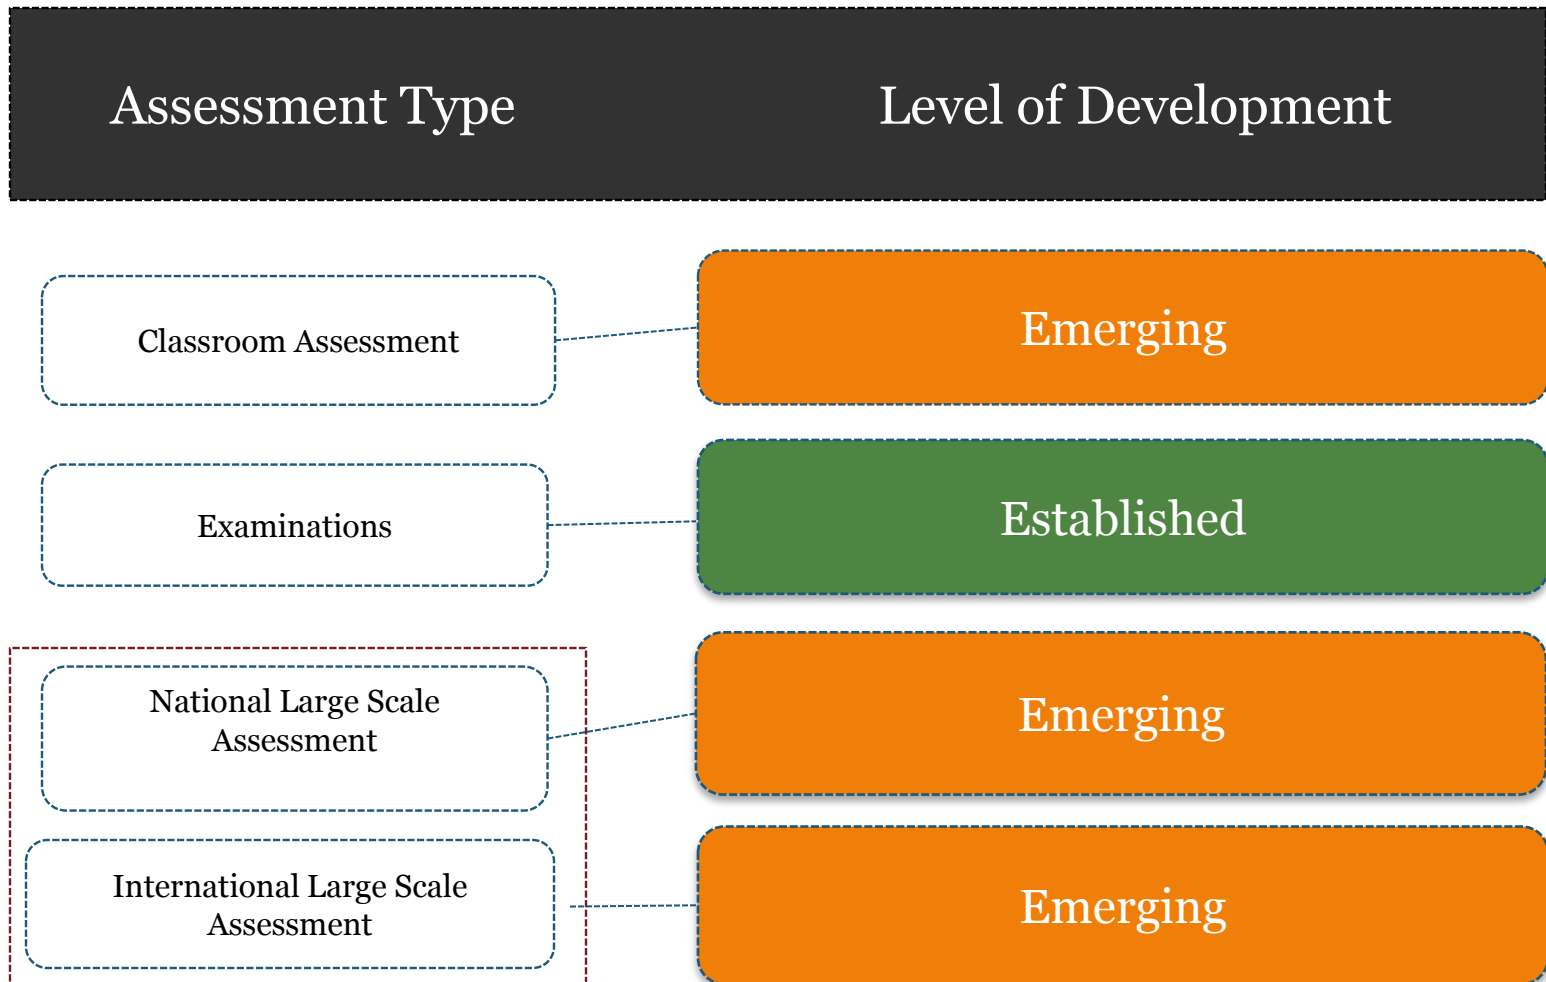 Assessment Type
Level of Development
Classroom Assessment
Emerging
Examinations
Established
National Large Scale
Assessment
Emerging
International Large Scale
Assessment
Emerging